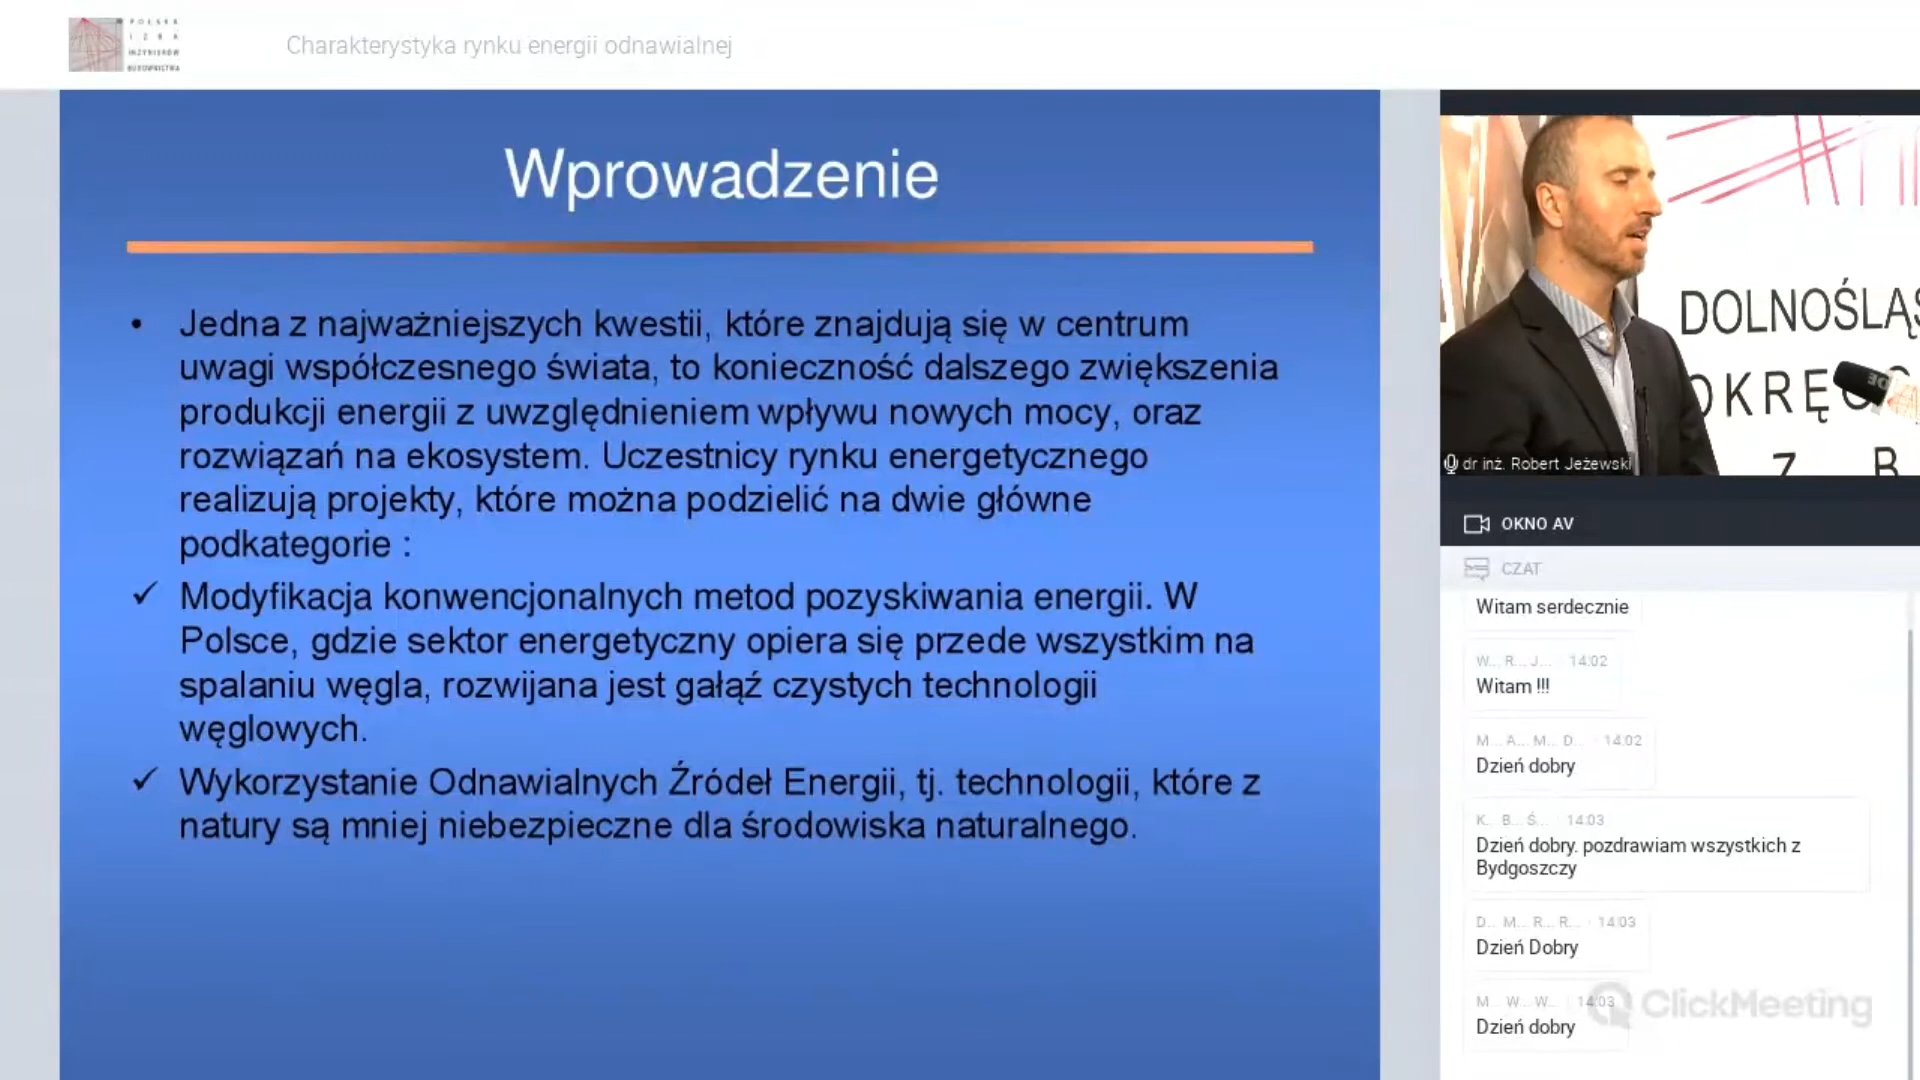 POLSKA
IZBA
INŻYNIERÓW
BUDOWNICTWA
Charakterystyka rynku energii odnawialnej
Wprowadzenie
• Jedna z najważniejszych kwestii, które znajdują się w centrum
uwagi współczesnego świata, to konieczność dalszego zwiększenia
produkcji energii z uwzględnieniem wpływu nowych mocy, oraz
rozwiązań na ekosystem. Uczestnicy rynku energetycznego
realizują projekty, które można podzielić na dwie główne
podkategorie :
✓ Modyfikacja konwencjonalnych metod pozyskiwania energii. W
Polsce, gdzie sektor energetyczny opiera się przede wszystkim na
spalaniu węgla, rozwijana jest gałąź czystych technologii
węglowych.
✓ Wykorzystanie Odnawialnych Źródeł Energii, tj. technologii, które z
natury są mniej niebezpieczne dla środowiska naturalnego.
DOLNOŚLĄS
OKRĘG
Z B
dr inż. Robert Jeżewski
OKNO AV
CZAT
Witam serdecznie
W... R... J... · 14:02
Witam !!!
M... A... M... D... · 14:02
Dzień dobry
K... B... Ś... · 14:03
Dzień dobry. pozdrawiam wszystkich z
Bydgoszczy
D... M... R... R... · 14:03
Dzień Dobry
M... W... W... · 14:03
Dzień dobry
ClickMeeting